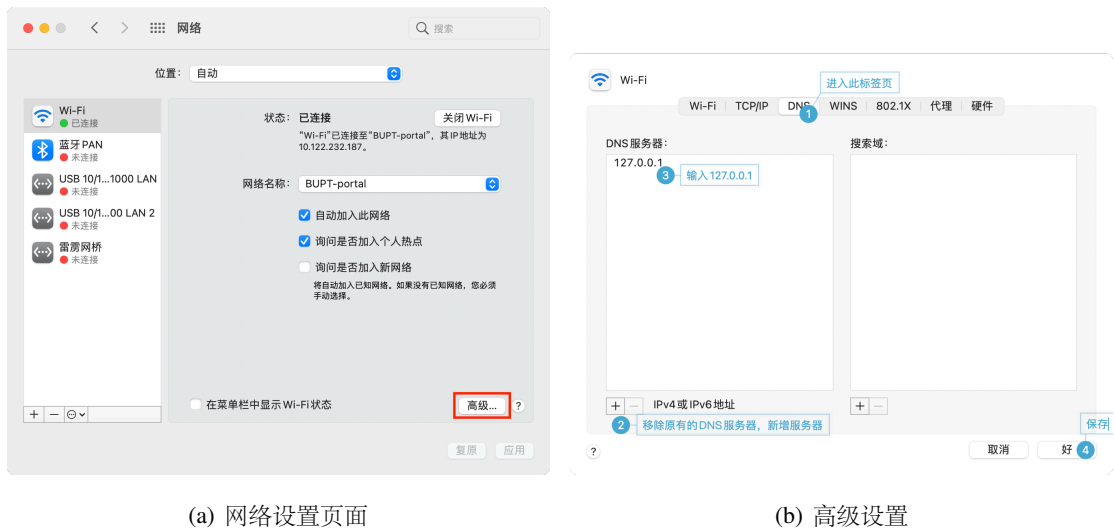 网络
搜索
位置： 自动
Wi-Fi
已连接
蓝牙 PAN
未连接
USB 10/1...1000 LAN
未连接
USB 10/1...00 LAN 2
未连接
雷雳网桥
未连接
状态： 已连接
关闭 Wi-Fi
“Wi-Fi”已连接至“BUPT-portal”，其 IP 地址为
10.122.232.187。
网络名称： BUPT-portal
自动加入此网络
询问是否加入个人热点
询问是否加入新网络
将自动加入已知网络。如果没有已知网络，您必须
手动选择。
在菜单栏中显示 Wi-Fi 状态
高级... ?
复原 应用
(a) 网络设置页面
Wi-Fi
进入此标签页
Wi-Fi TCP/IP DNS WINS 802.1X 代理 硬件
1
DNS 服务器：
搜索域：
127.0.0.1
3 输入 127.0.0.1
IPv4 或 IPv6 地址
2 移除原有的 DNS 服务器，新增服务器
保存
? 取消 好 4
(b) 高级设置